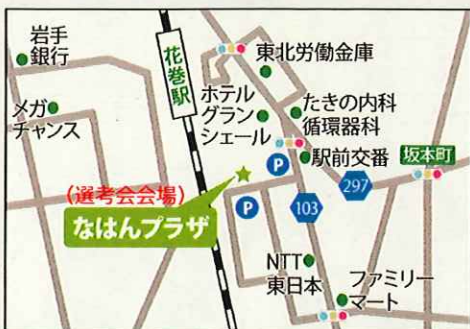 岩手
銀行
花巻駅
東北労働金庫
メガ
チャンス
ホテル
グラン
シェール
たきの内科
循環器科
P
駅前交番
坂本町
297
(選考会会場)
なはんプラザ
P
103
NTT
東日本
ファミリー
マート